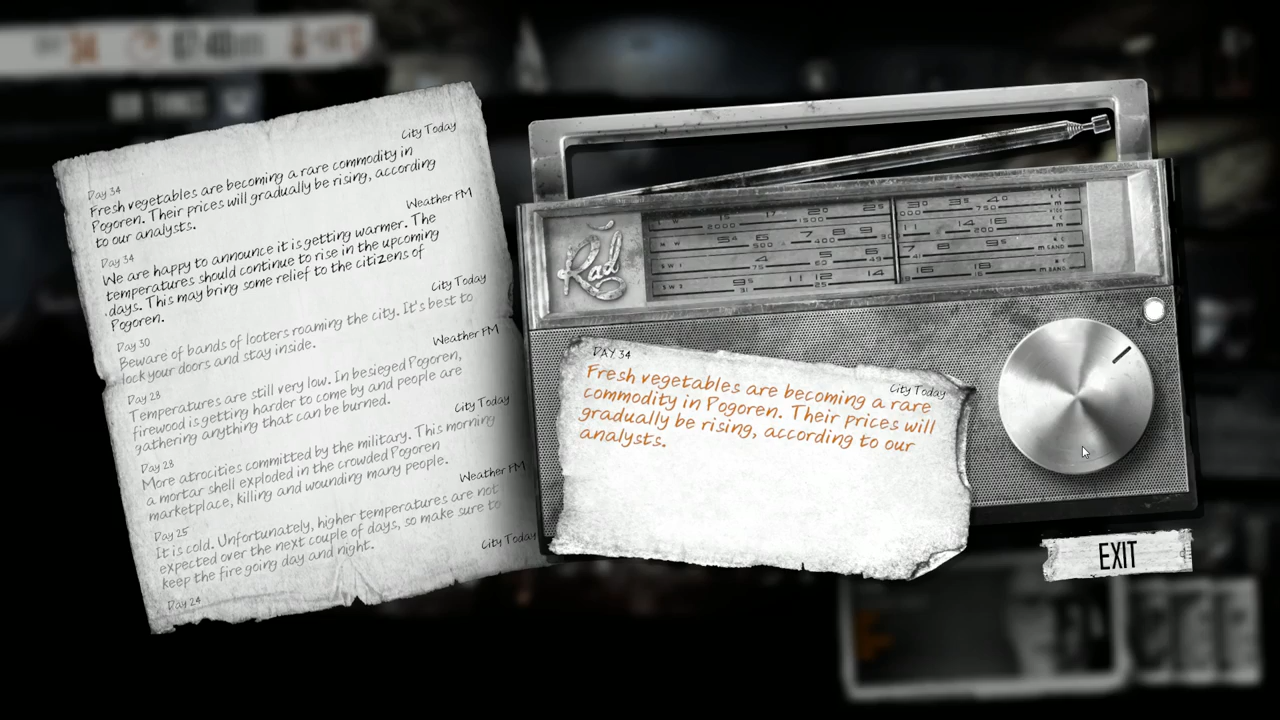 34
City Today
Day 34
Fresh vegetables are becoming a rare commodity in
Pogoren. Their prices will gradually be rising, according
to our analysts.
Weather FM
Day 34
We are happy to announce it is getting warmer. The
temperatures should continue to rise in the upcoming
days. This may bring some relief to the citizens of
Pogoren.
City Today
Day 30
Beware of bands of looters roaming the city. It's best to
lock your doors and stay inside.
Weather FM
Day 28
Temperatures are still very low. In besieged Pogoren,
firewood is getting harder to come by and people are
gathering anything that can be burned.
City Today
Day 28
More atrocities committed by the military. This morning
a mortar shell exploded in the crowded Pogoren
marketplace, killing and wounding many people.
Weather FM
Day 25
It is cold. Unfortunately, higher temperatures are not
expected over the next couple of days, so make sure to
keep the fire going day and night.
City Today
Day 24
Rad
DAY 34
City Today
Fresh vegetables are becoming a rare
commodity in Pogoren. Their prices will
gradually be rising, according to our
analysts.
EXIT